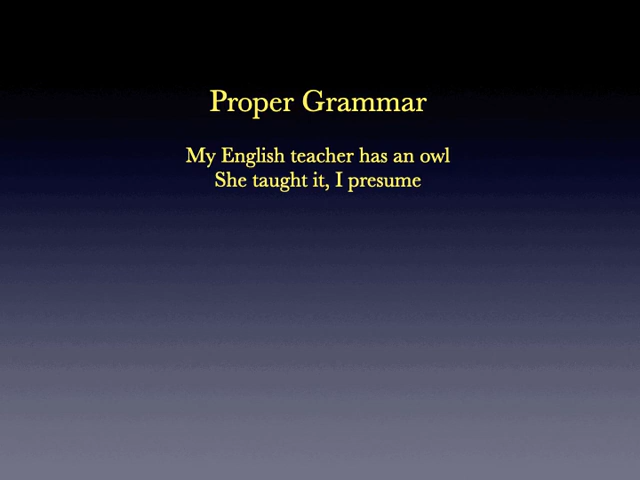 Proper Grammar
My English teacher has an owl
She taught it, I presume